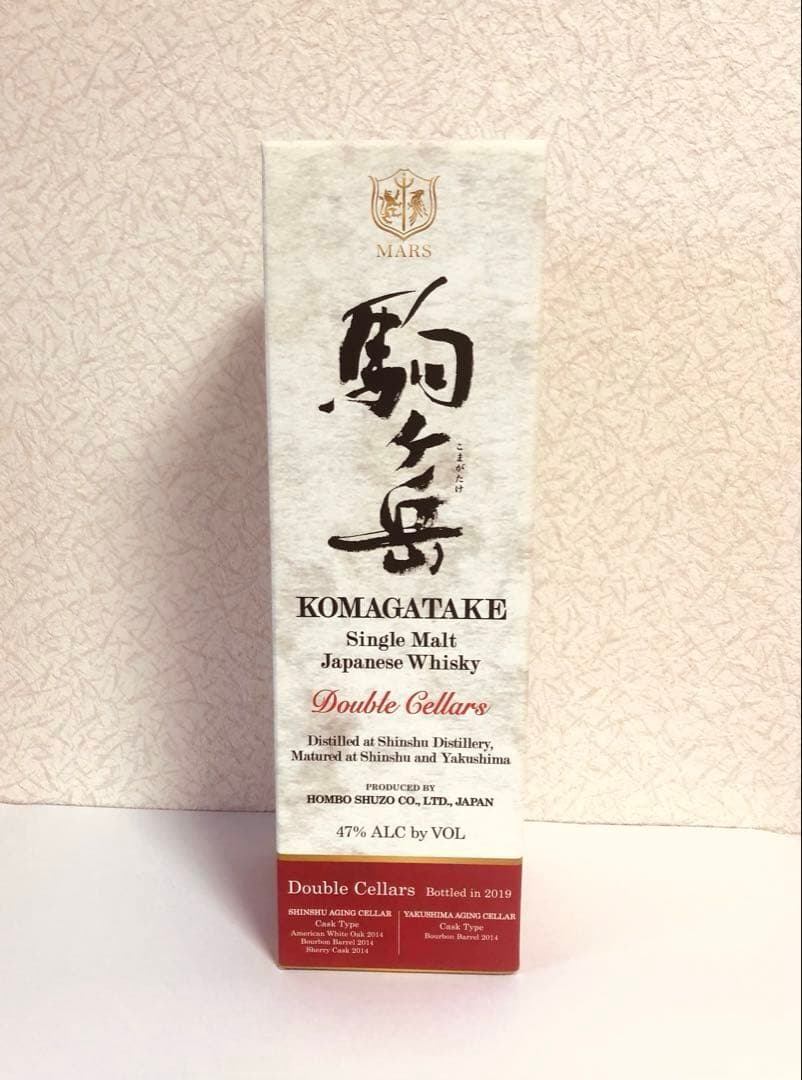 MARS
駒ヶ岳
こまがたけ
KOMAGATAKE
Single Malt
Japanese Whisky
Double Cellars
Distilled at Shinshu Distillery,
Matured at Shinshu and Yakushima
PRODUCED BY
HOMBO SHUZO CO., LTD., JAPAN
47% ALC by VOL
Double Cellars Bottled in 2019
SHINSHU AGING CELLAR
Cask Type
American White Oak 2014
Bourbon Barrel 2014
Sherry Cask 2014
YAKUSHIMA AGING CELLAR
Cask Type
Bourbon Barrel 2014